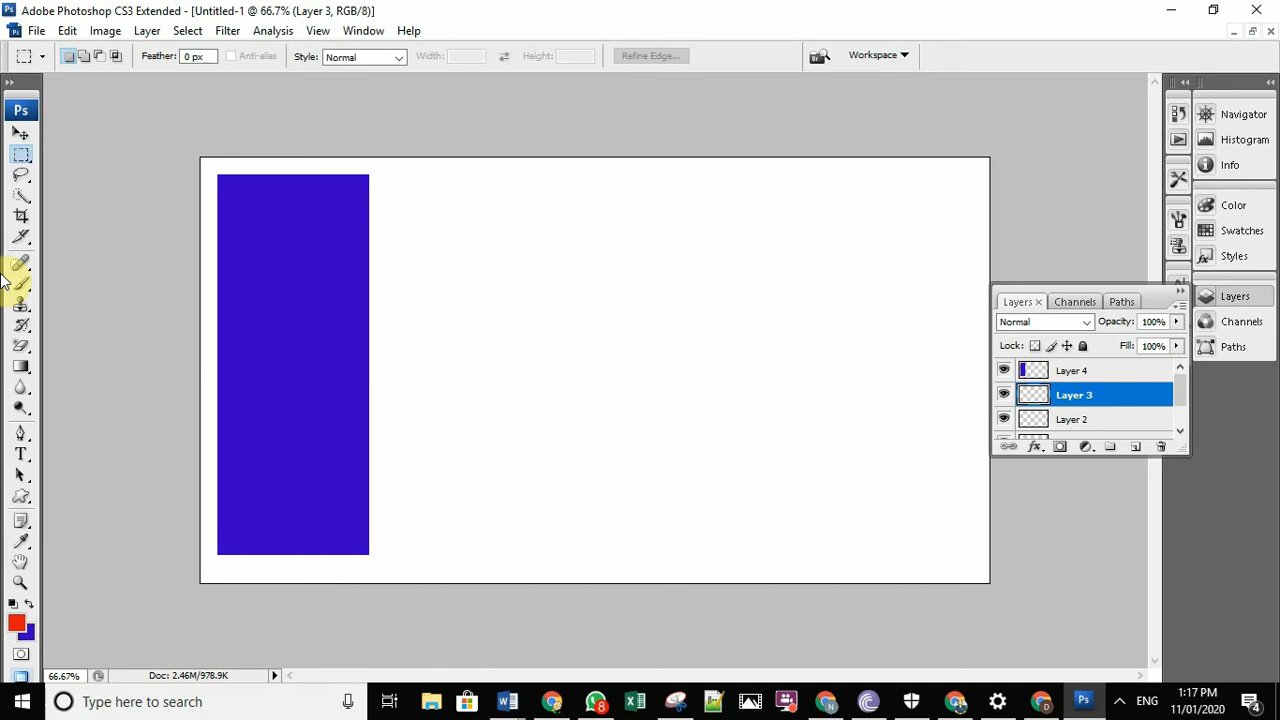 Adobe Photoshop CS3 Extended - [Untitled-1 @ 66.7% (Layer 3, RGB/8)]
File Edit Image Layer Select Filter Analysis View Window Help
Feather: 0 px Anti-alias Style: Normal Width: Height: Refine Edge... Workspace
Ps
Navigator
Histogram
Info
Color
Swatches
Styles
Layers
Channels
Paths
Layers x Channels Paths
Normal Opacity: 100%
Lock: Fill: 100%
Layer 4
Layer 3
Layer 2
T
66.67% Doc: 2.46M/978.9K
Type here to search
8
ENG
1:17 PM
11/01/2020
4